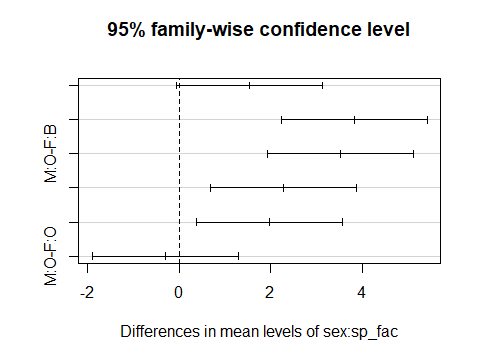 95% family-wise confidence level
M:O-F:B
M:O-F:O
-2 0 2 4
Differences in mean levels of sex:sp_fac